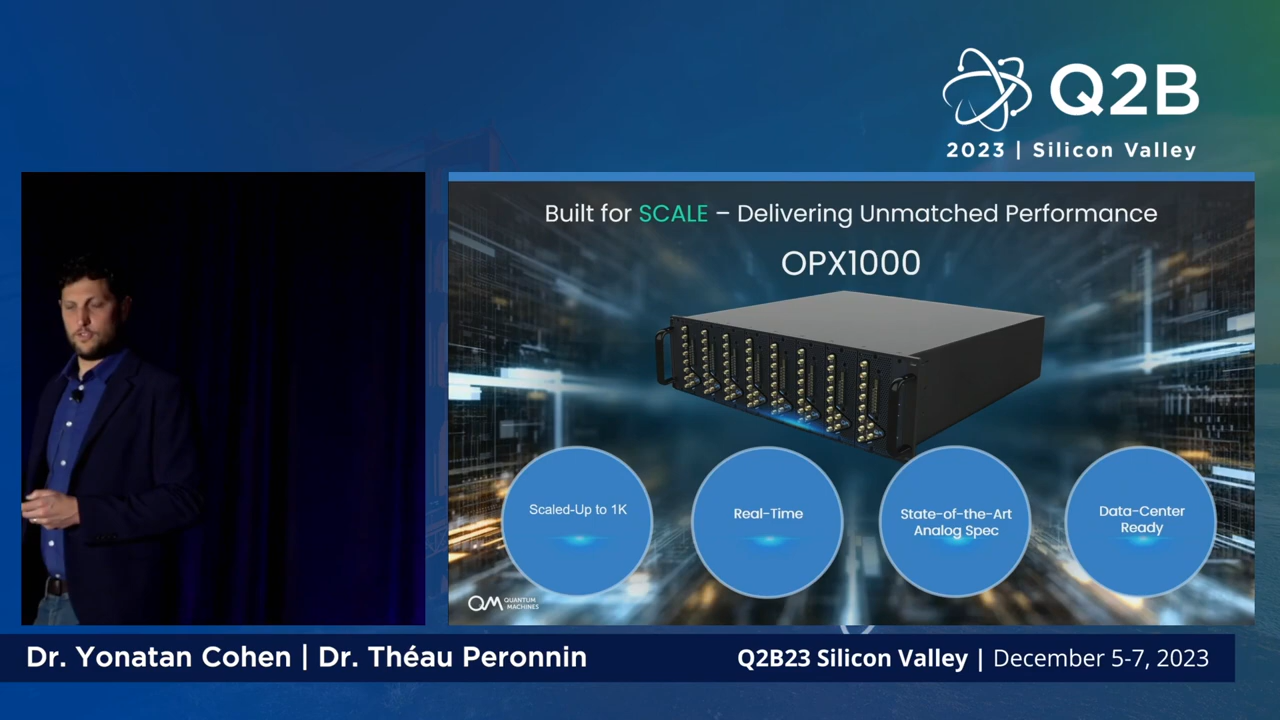 Q2B
2023 | Silicon Valley
Built for SCALE – Delivering Unmatched Performance
OPX1000
Scaled-Up to 1K
Real-Time
State-of-the-Art
Analog Spec
Data-Center
Ready
QM QUANTUM
MACHINES
Dr. Yonatan Cohen | Dr. Théau Peronnin
Q2B23 Silicon Valley | December 5-7, 2023